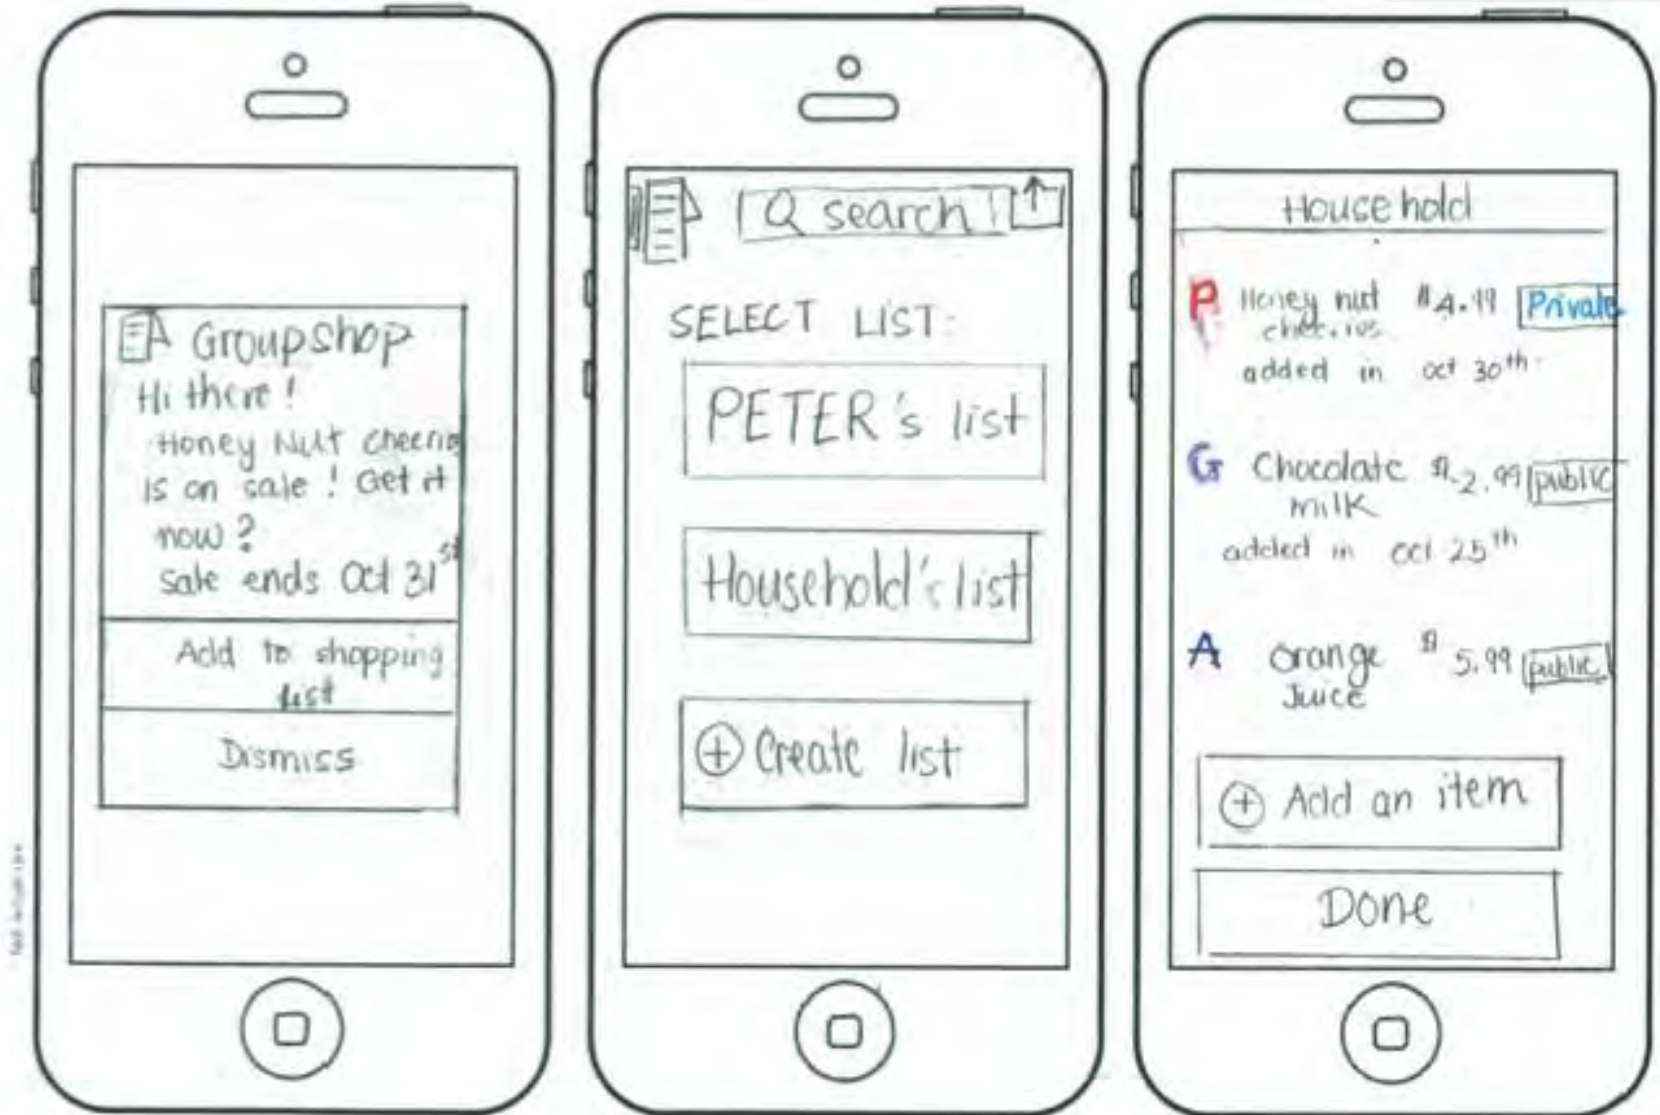 Groupshop
Hi there!
Honey Nut Cheerio
is on sale! Get it
now?
Sale ends Oct 31st
Add to shopping
list
Dismiss
search
SELECT LIST:
PETER's list
Household's list
+ Create list
Household
P Honey nut $4.99 Private
cheerios
added in oct 30th
G Chocolate $2.99 public
milk
added in oct 25th
A orange $5.99 public
Juice
+ Add an item
Done